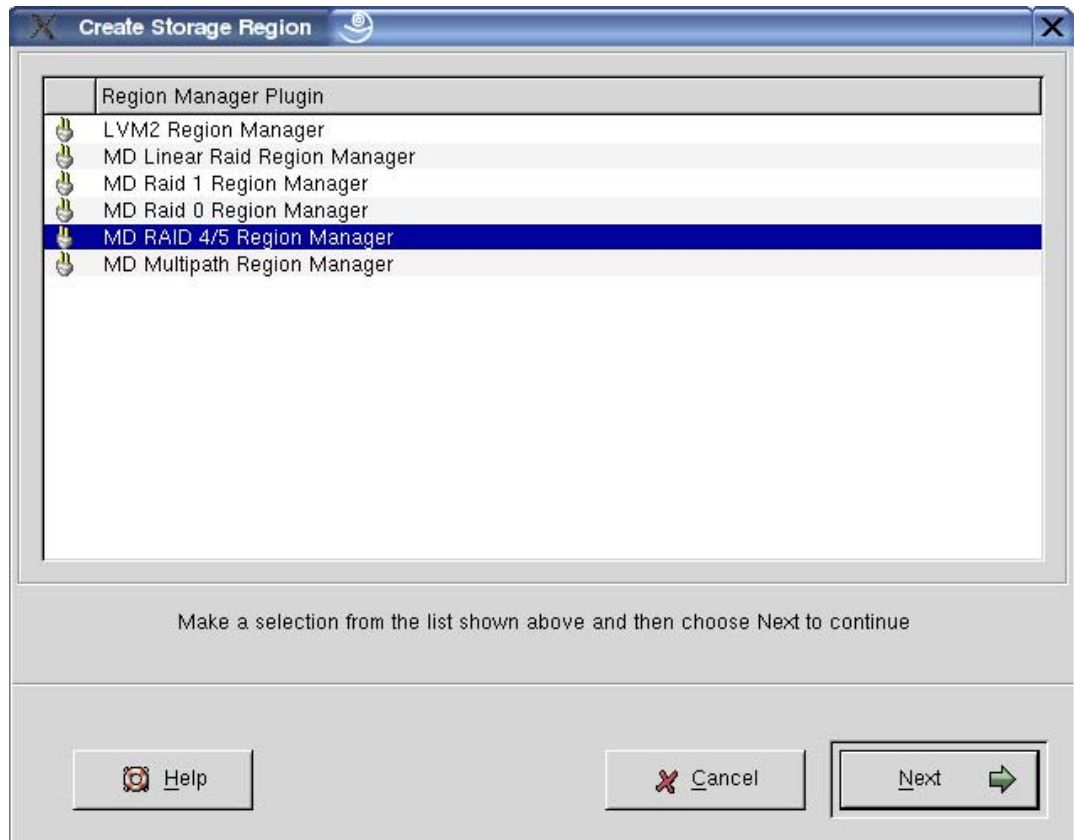 Create Storage Region
Region Manager Plugin
LVM2 Region Manager
MD Linear Raid Region Manager
MD Raid 1 Region Manager
MD Raid 0 Region Manager
MD RAID 4/5 Region Manager
MD Multipath Region Manager
Make a selection from the list shown above and then choose Next to continue
Help
Cancel
Next